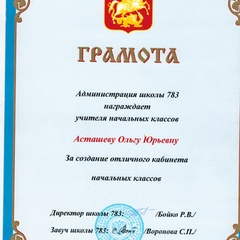 ГРАМОТА
Администрация школы 783
награждает
учителя начальных классов
Асташеву Ольгу Юрьевну
За создание отличного кабинета
начальных классов
Директор школы 783: /Бойко Р.В./
Завуч школы 783: /Воронова С.П./